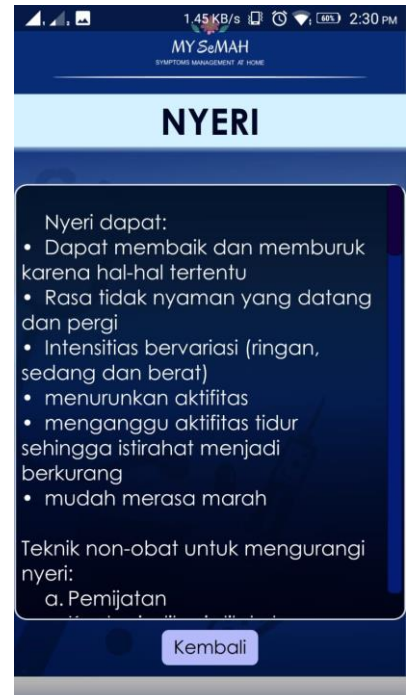 1,45 KB/s 60% 2:30 PM
MY SeMAH
SYMPTOMS MANAGEMENT AT HOME
NYERI
Nyeri dapat:
• Dapat membaik dan memburuk
karena hal-hal tertentu
• Rasa tidak nyaman yang datang
dan pergi
• Intensitias bervariasi (ringan,
sedang dan berat)
• menurunkan aktifitas
• menganggu aktifitas tidur
sehingga istirahat menjadi
berkurang
• mudah merasa marah
Teknik non-obat untuk mengurangi
nyeri:
a. Pemijatan
Kembali